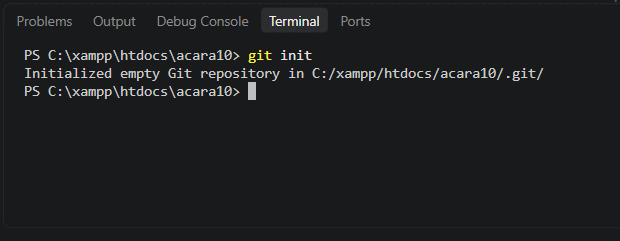 Problems Output Debug Console Terminal Ports
PS C:\xampp\htdocs\acara10> git init
Initialized empty Git repository in C:/xampp/htdocs/acara10/.git/
PS C:\xampp\htdocs\acara10>